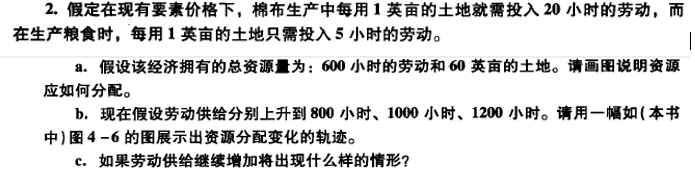 2. 假定在现有要素价格下，棉布生产中每用 1 英亩的土地就需投入 20 小时的劳动，而
在生产粮食时，每用 1 英亩的土地只需投入 5 小时的劳动。
a. 假设该经济拥有的总资源量为：600 小时的劳动和 60 英亩的土地。请画图说明资源
应如何分配。
b. 现在假设劳动供给分别上升到 800 小时、1000 小时、1200 小时。请用一幅如(本书
中)图 4-6 的图展示出资源分配变化的轨迹。
c. 如果劳动供给继续增加将出现什么样的情形?